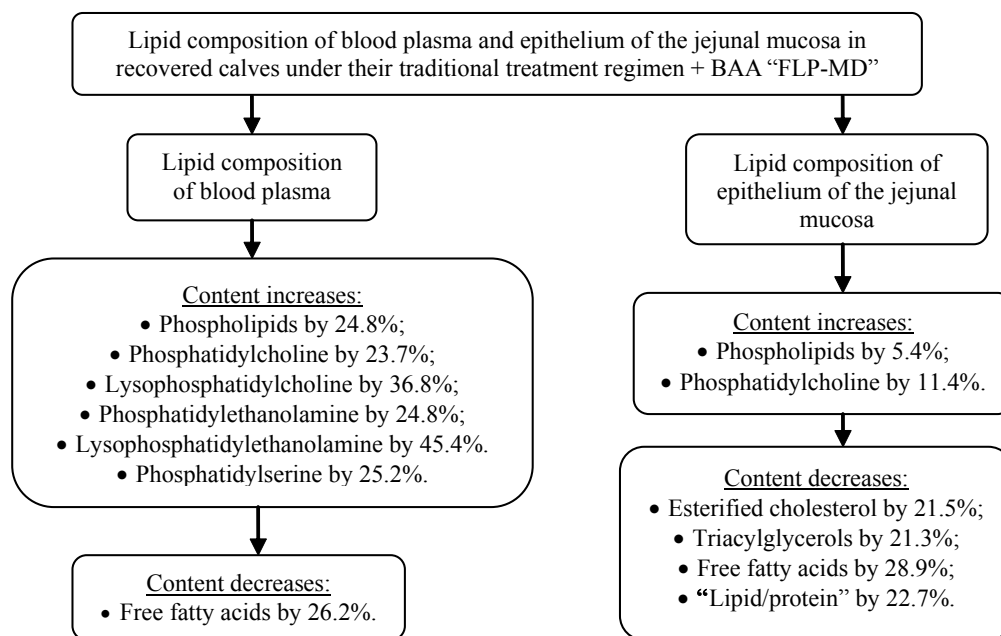 Lipid composition of blood plasma and epithelium of the jejunal mucosa in
recovered calves under their traditional treatment regimen + BAA “FLP-MD”
Lipid composition
of blood plasma
Content increases:
• Phospholipids by 24.8%;
• Phosphatidylcholine by 23.7%;
• Lysophosphatidylcholine by 36.8%;
• Phosphatidylethanolamine by 24.8%;
• Lysophosphatidylethanolamine by 45.4%.
• Phosphatidylserine by 25.2%.
Content decreases:
• Free fatty acids by 26.2%.
Lipid composition of
epithelium of the jejunal
mucosa
Content increases:
• Phospholipids by 5.4%;
• Phosphatidylcholine by 11.4%.
Content decreases:
• Esterified cholesterol by 21.5%;
• Triacylglycerols by 21.3%;
• Free fatty acids by 28.9%;
• “Lipid/protein” by 22.7%.